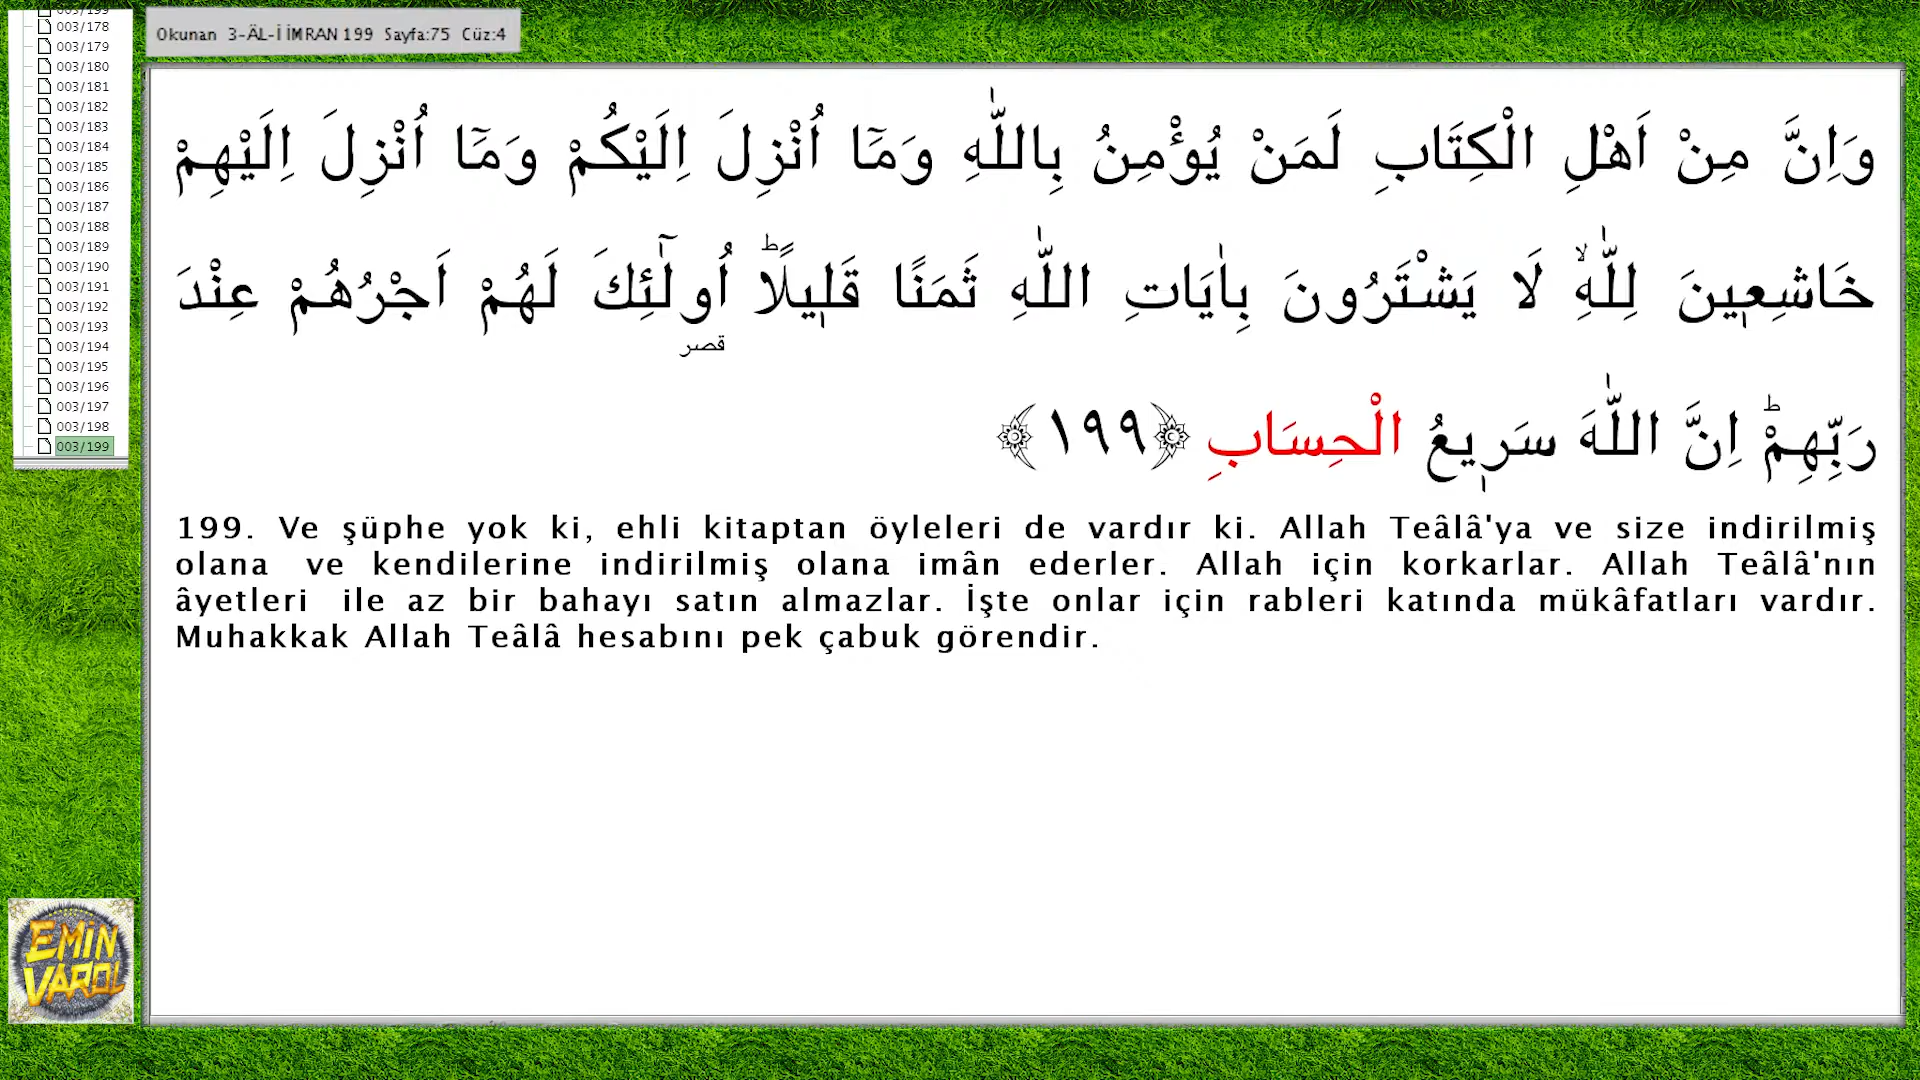 003/199
003/178
003/179
003/180
003/181
003/182
003/183
003/184
003/185
003/186
003/187
003/188
003/189
003/190
003/191
003/192
003/193
003/194
003/195
003/196
003/197
003/198
003/199
Okunan 3-ÂL-İ İMRAN 199 Sayfa:75 Cüz:4
وَاِنَّ مِنْ اَهْلِ الْكِتَابِ لَمَنْ يُؤْمِنُ بِاللّٰهِ وَمَٓا اُنْزِلَ اِلَيْكُمْ وَمَٓا اُنْزِلَ اِلَيْهِمْ
خَاشِع۪ينَ لِلّٰهِۙ لَا يَشْتَرُونَ بِاٰيَاتِ اللّٰهِ ثَمَنًا قَل۪يلًاۜ اُو۬لٰٓئِكَ لَهُمْ اَجْرُهُمْ عِنْدَ
قصر
رَبِّهِمْۜ اِنَّ اللّٰهَ سَر۪يعُ الْحِسَابِ ﴿١٩٩﴾
199. Ve şüphe yok ki, ehli kitaptan öyleleri de vardır ki. Allah Teâlâ'ya ve size indirilmiş
olana ve kendilerine indirilmiş olana imân ederler. Allah için korkarlar. Allah Teâlâ'nın
âyetleri ile az bir bahayı satın almazlar. İşte onlar için rableri katında mükâfatları vardır.
Muhakkak Allah Teâlâ hesabını pek çabuk görendir.
EMİN
VAROL